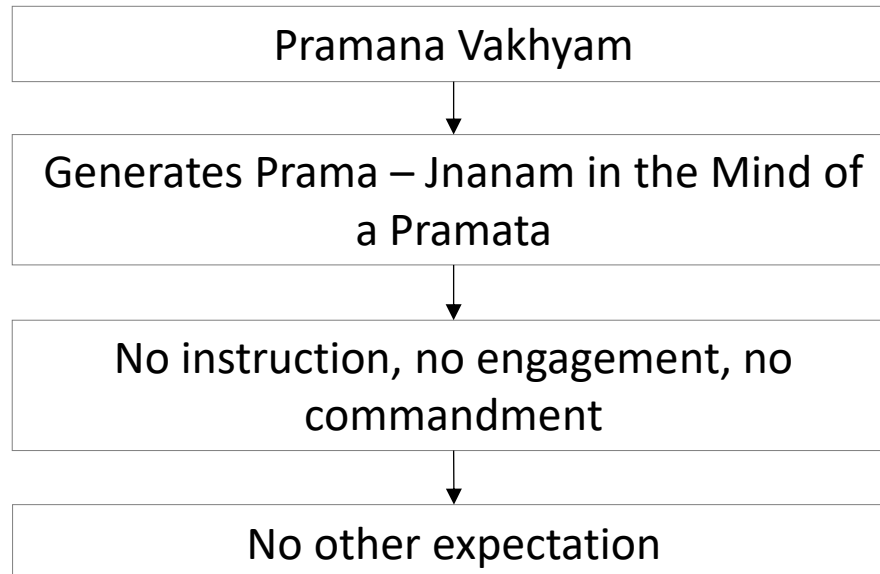 Pramana Vakhyam
Generates Prama – Jnanam in the Mind of
a Pramata
No instruction, no engagement, no
commandment
No other expectation